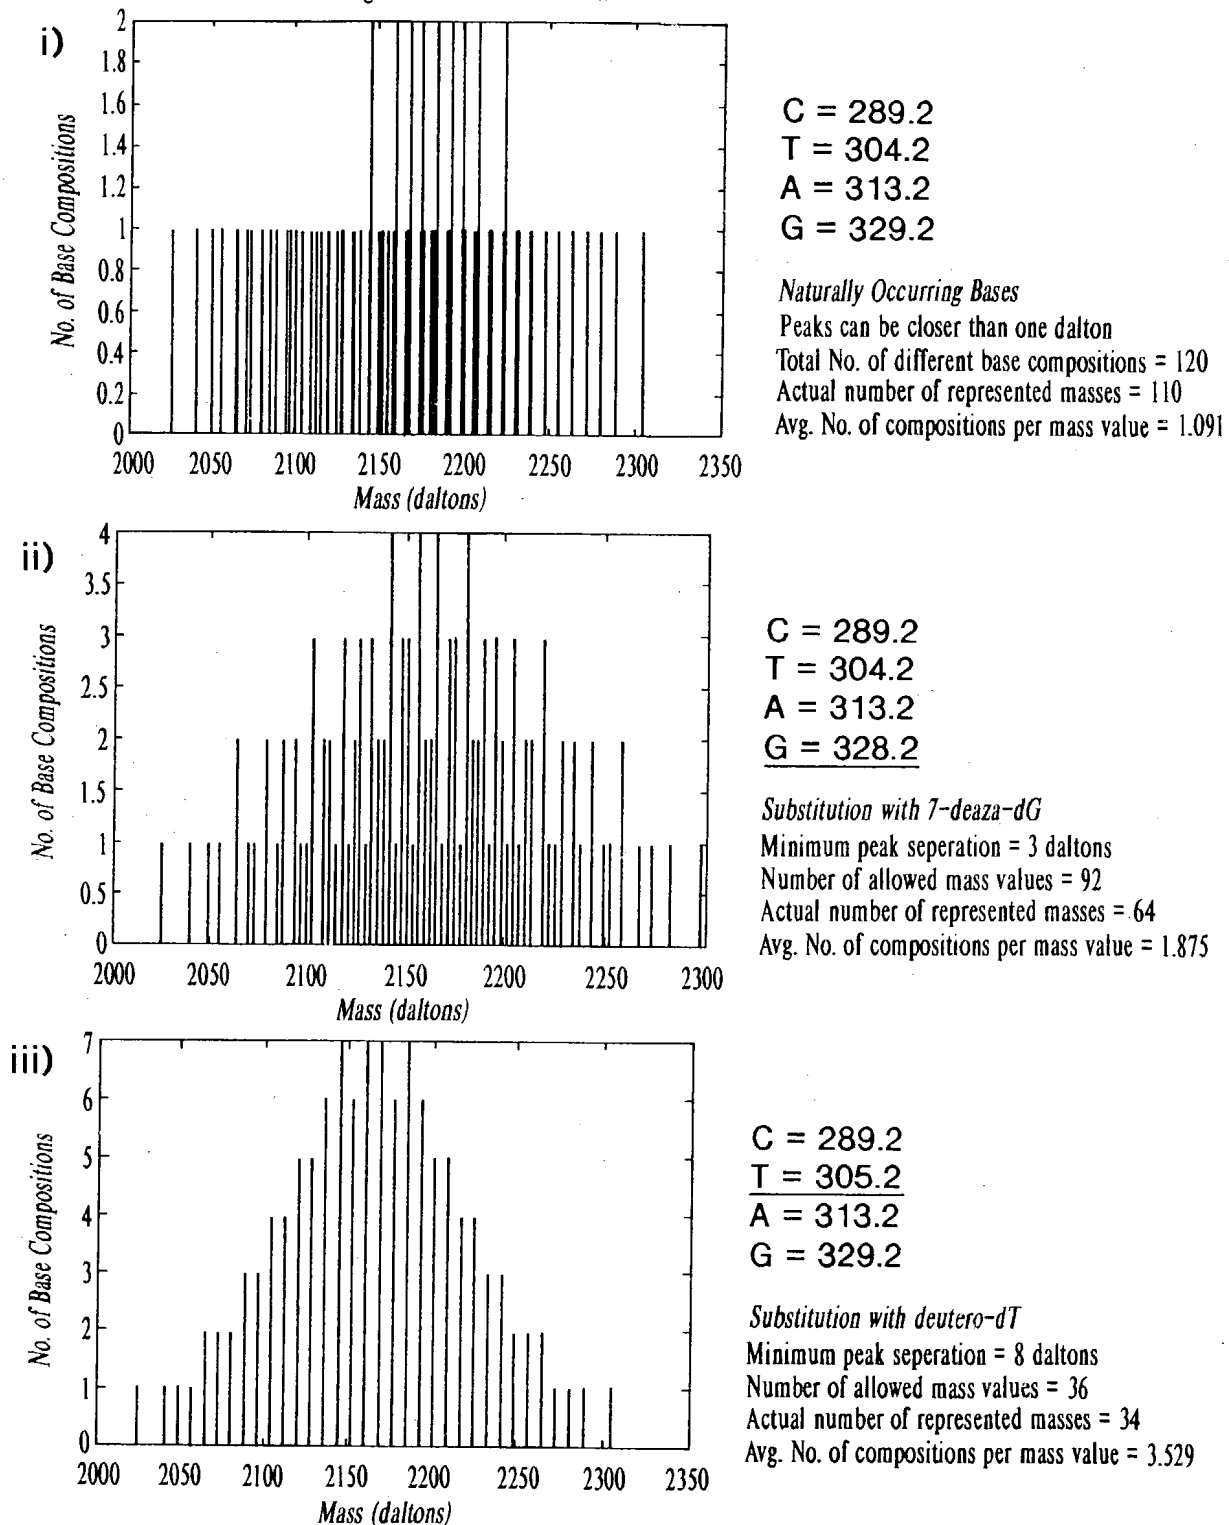 i)
No. of Base Compositions
2
1.8
1.6
1.4
1.2
1
0.8
0.6
0.4
0.2
0
2000 2050 2100 2150 2200 2250 2300 2350
Mass (daltons)
C = 289.2
T = 304.2
A = 313.2
G = 329.2
Naturally Occurring Bases
Peaks can be closer than one dalton
Total No. of different base compositions = 120
Actual number of represented masses = 110
Avg. No. of compositions per mass value = 1.091
ii)
No. of Base Compositions
4
3.5
3
2.5
2
1.5
1
0.5
0
2000 2050 2100 2150 2200 2250 2300
Mass (daltons)
C = 289.2
T = 304.2
A = 313.2
G = 328.2
Substitution with 7-deaza-dG
Minimum peak seperation = 3 daltons
Number of allowed mass values = 92
Actual number of represented masses = 64
Avg. No. of compositions per mass value = 1.875
iii)
No. of Base Compositions
7
6
5
4
3
2
1
0
2000 2050 2100 2150 2200 2250 2300 2350
Mass (daltons)
C = 289.2
T = 305.2
A = 313.2
G = 329.2
Substitution with deutero-dT
Minimum peak seperation = 8 daltons
Number of allowed mass values = 36
Actual number of represented masses = 34
Avg. No. of compositions per mass value = 3.529